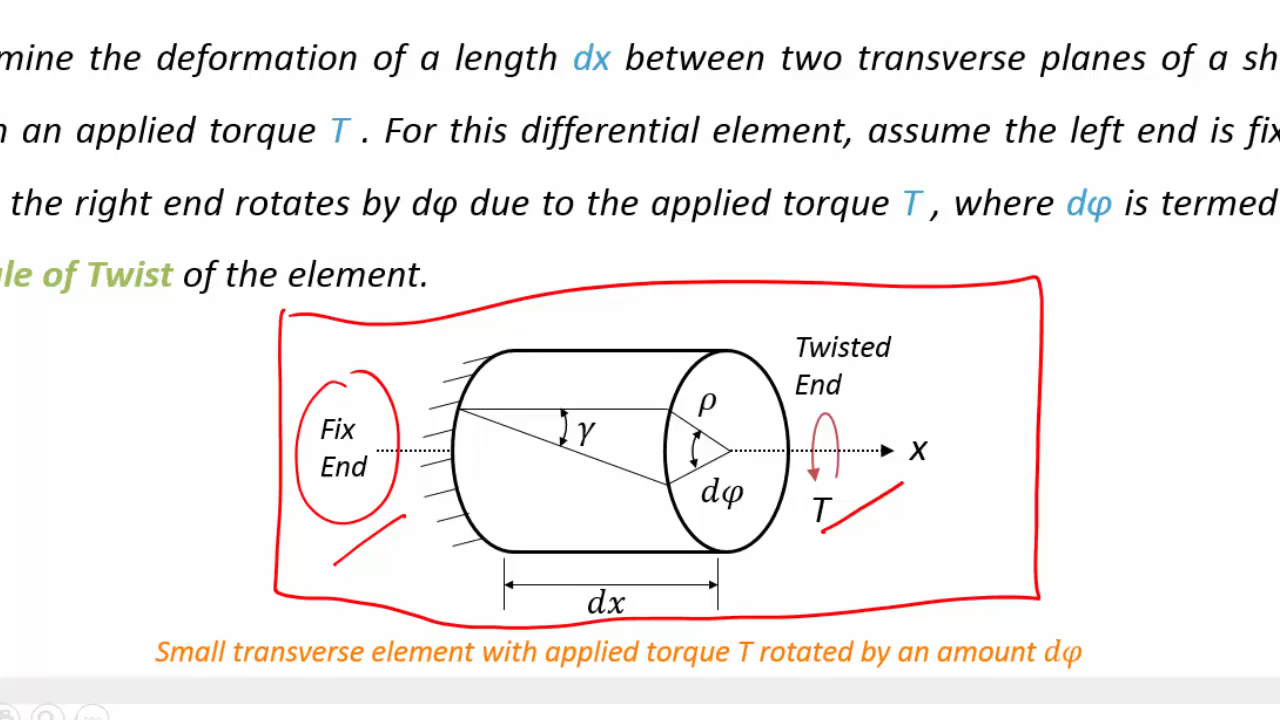 mine the deformation of a length dx between two transverse planes of a sh
n an applied torque T . For this differential element, assume the left end is fix
the right end rotates by dφ due to the applied torque T , where dφ is termed
le of Twist of the element.
Twisted
End
ρ
Fix
End
γ
x
dφ
T
dx
Small transverse element with applied torque T rotated by an amount dφ